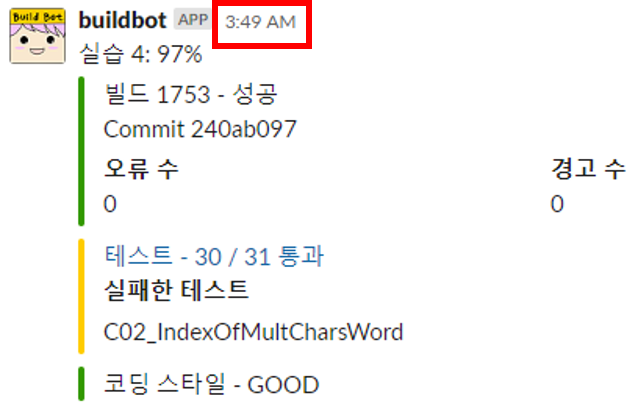 Build Bot
buildbot APP 3:49 AM
실습 4: 97%
빌드 1753 - 성공
Commit 240ab097
오류 수 경고 수
0 0
테스트 - 30 / 31 통과
실패한 테스트
C02_IndexOfMultCharsWord
코딩 스타일 - GOOD